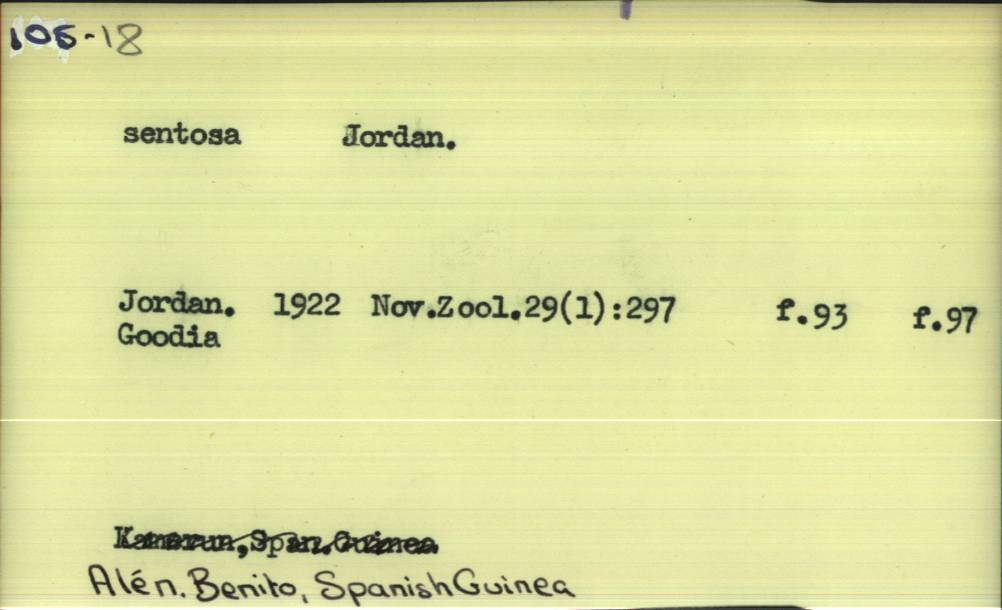 105-18
sentosa Jordan.
Jordan. 1922 Nov.Zool.29(1):297 f.93 f.97
Goodia
Kamerun,Span.Guinea
Alén. Benito, Spanish Guinea